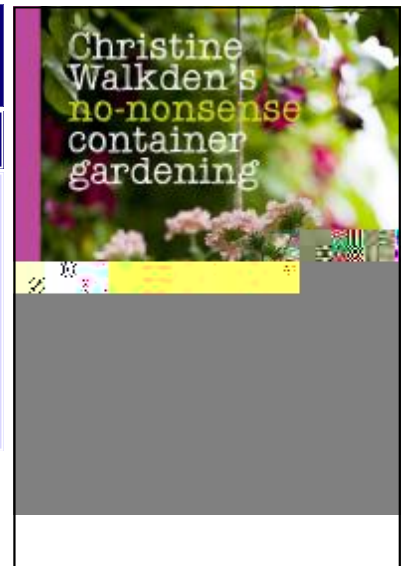 Christine
Walkden's
no-nonsense
container
gardening